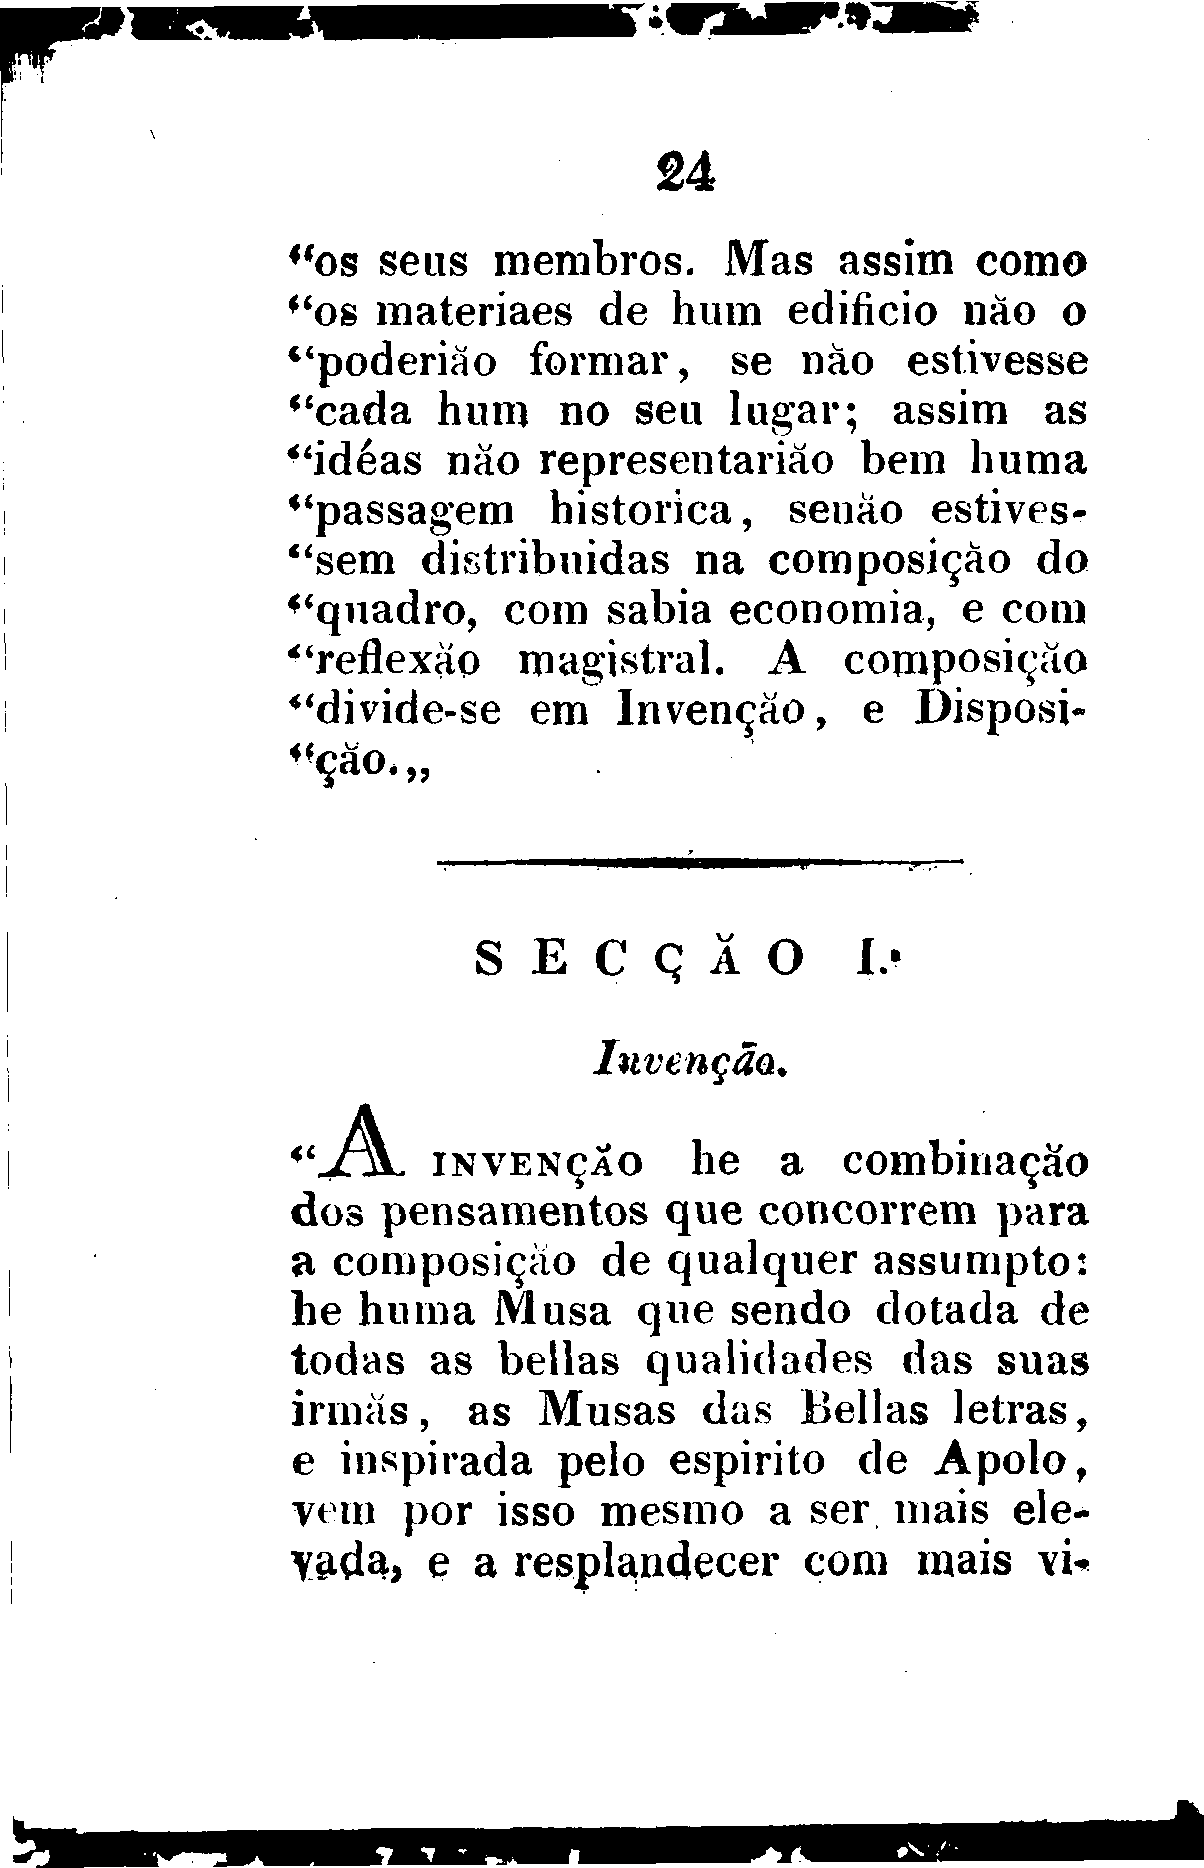 24
“os seus membros. Mas assim como
“os materiaes de hum edificio não o
“poderião formar, se não estivesse
“cada hum no seu lugar; assim as
“idéas não representarião bem huma
“passagem historica, senão estives-
“sem distribuidas na composição do
“quadro, com sabia economia, e com
“reflexão magistral. A composição
“divide-se em Invenção, e Disposi-
“ção.„
SECÇÃO I.ª
Invenção.
“A INVENÇÃO he a combinação
dos pensamentos que concorrem para
a composição de qualquer assumpto:
he huma Musa que sendo dotada de
todas as bellas qualidades das suas
irmãs, as Musas das Bellas letras,
e inspirada pelo espirito de Apolo,
vem por isso mesmo a ser mais ele-
vada, e a resplandecer com mais vi-